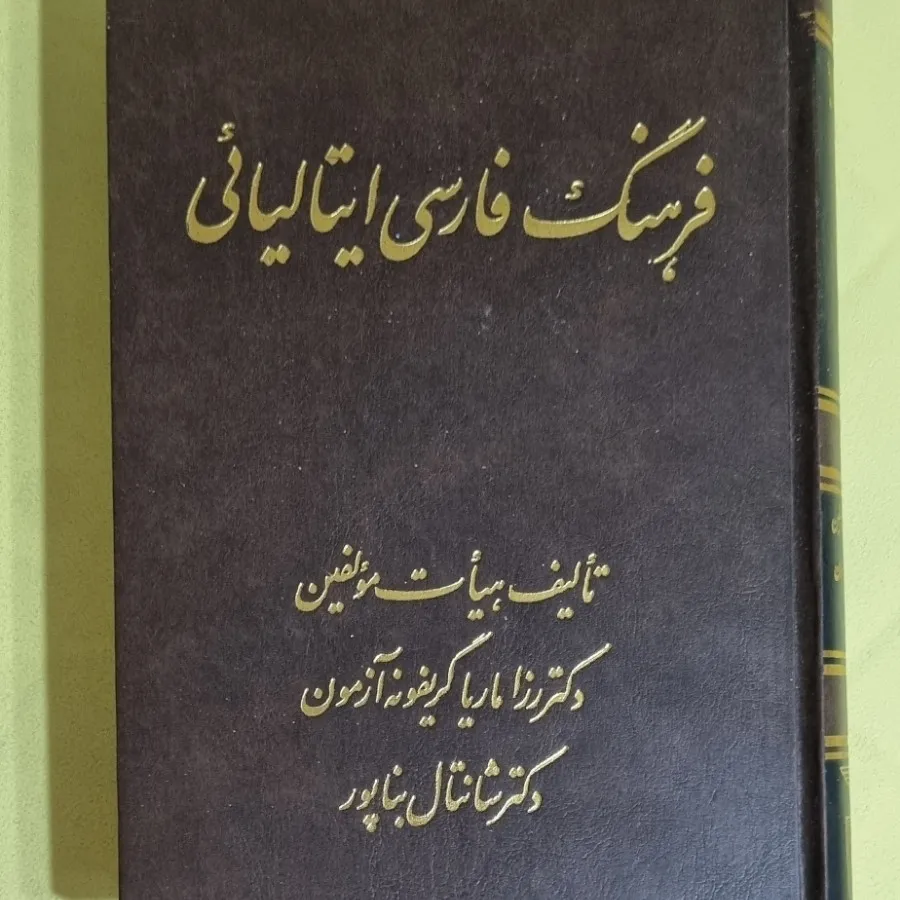 فرهنگ فارسی ایتالیائی
تألیف هیأت مؤلفین
دکتر رزا ماریا گریفونه آزمون
دکتر شانتال بناپور